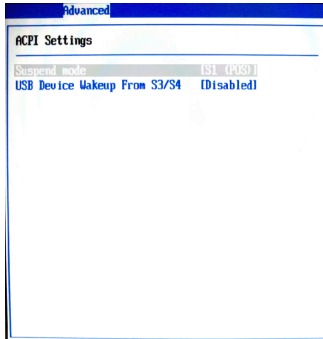 Advanced
ACPI Settings
Suspend mode [S1 (POS)]
USB Device Wakeup From S3/S4 [Disabled]